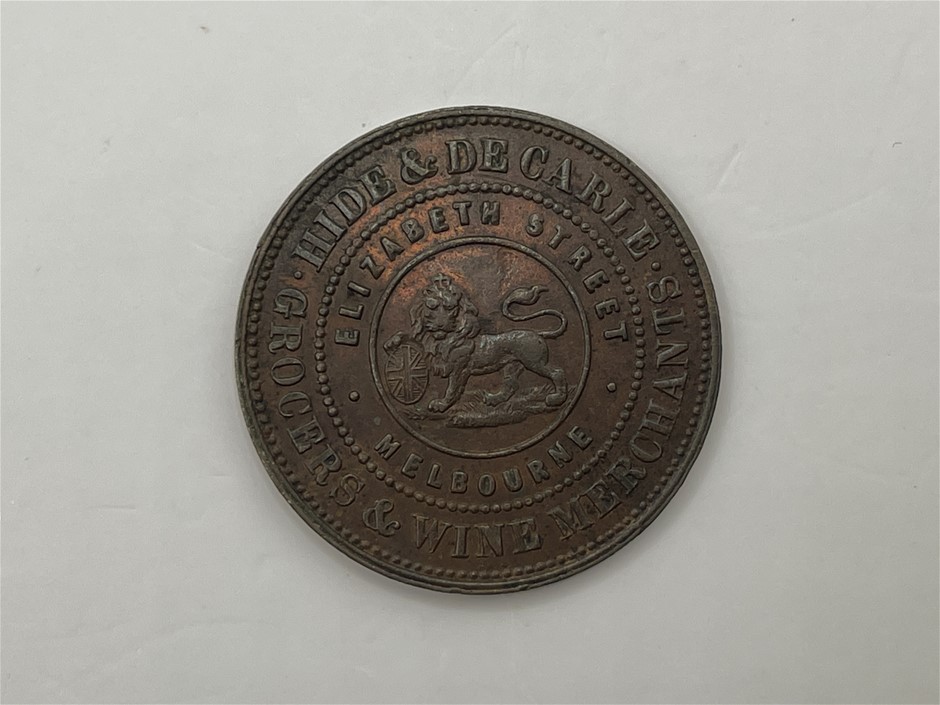 HIDE & DE CARLE
· GROCERS & WINE MERCHANTS ·
ELIZABETH STREET
· MELBOURNE ·